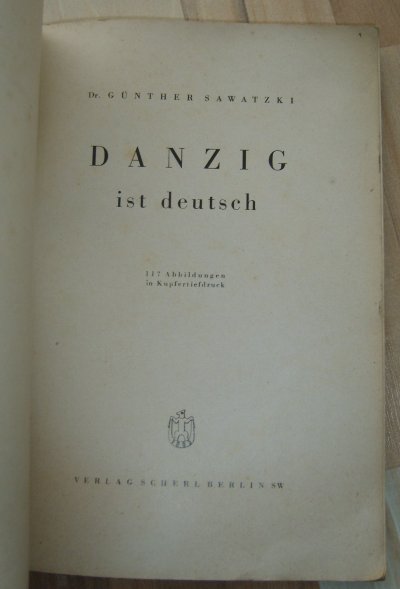 Dr. GÜNTHER SAWATZKI
DANZIG
ist deutsch
117 Abbildungen
in Kupfertiefdruck
VERLAG SCHERL BERLIN SW